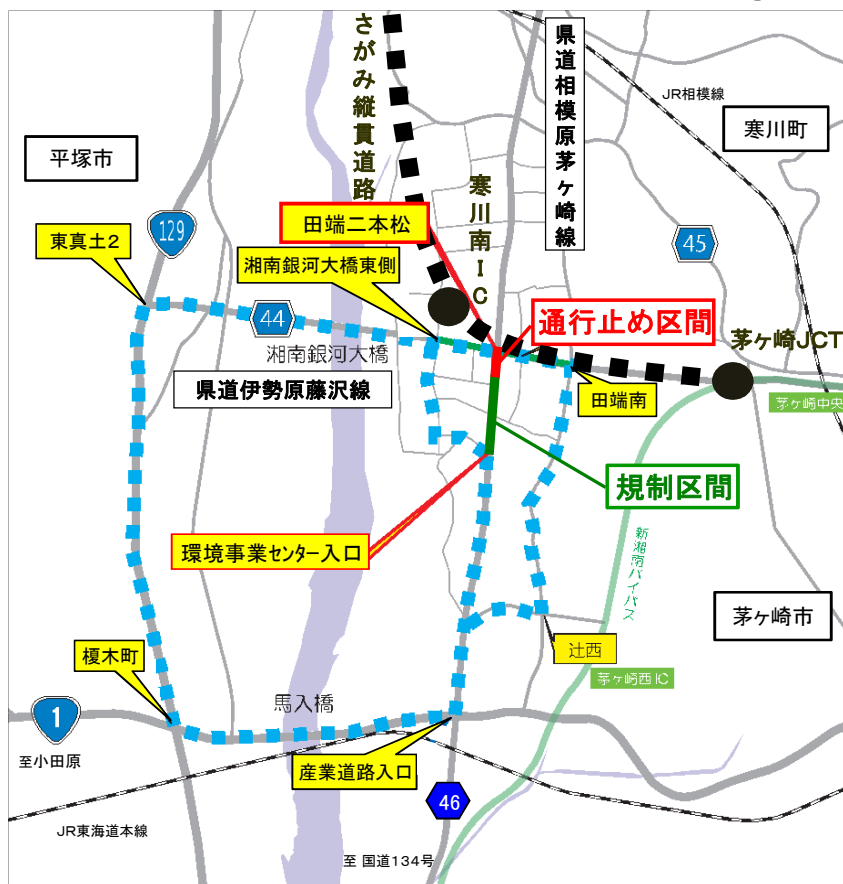 さがみ縦貫道路
県道相模原茅ヶ崎線
JR相模線
寒川町
平塚市
129
東真土2
田端二本松
寒川南IC
45
湘南銀河大橋東側
44
通行止め区間
茅ヶ崎JCT
湘南銀河大橋
県道伊勢原藤沢線
田端南
茅ヶ崎中央
規制区間
環境事業センター入口
新湘南バイパス
茅ヶ崎市
榎木町
辻西
茅ヶ崎西IC
馬入橋
1
至小田原
産業道路入口
46
JR東海道本線
至 国道134号